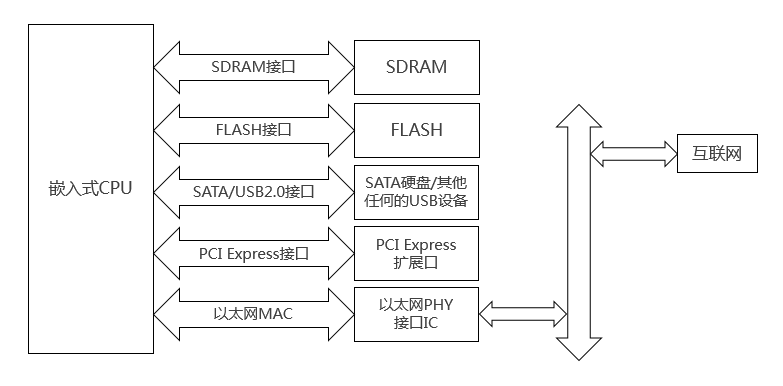 嵌入式CPU
SDRAM接口
SDRAM
FLASH接口
FLASH
SATA/USB2.0接口
SATA硬盘/其他
任何的USB设备
PCI Express接口
PCI Express
扩展口
以太网MAC
以太网PHY
接口IC
互联网